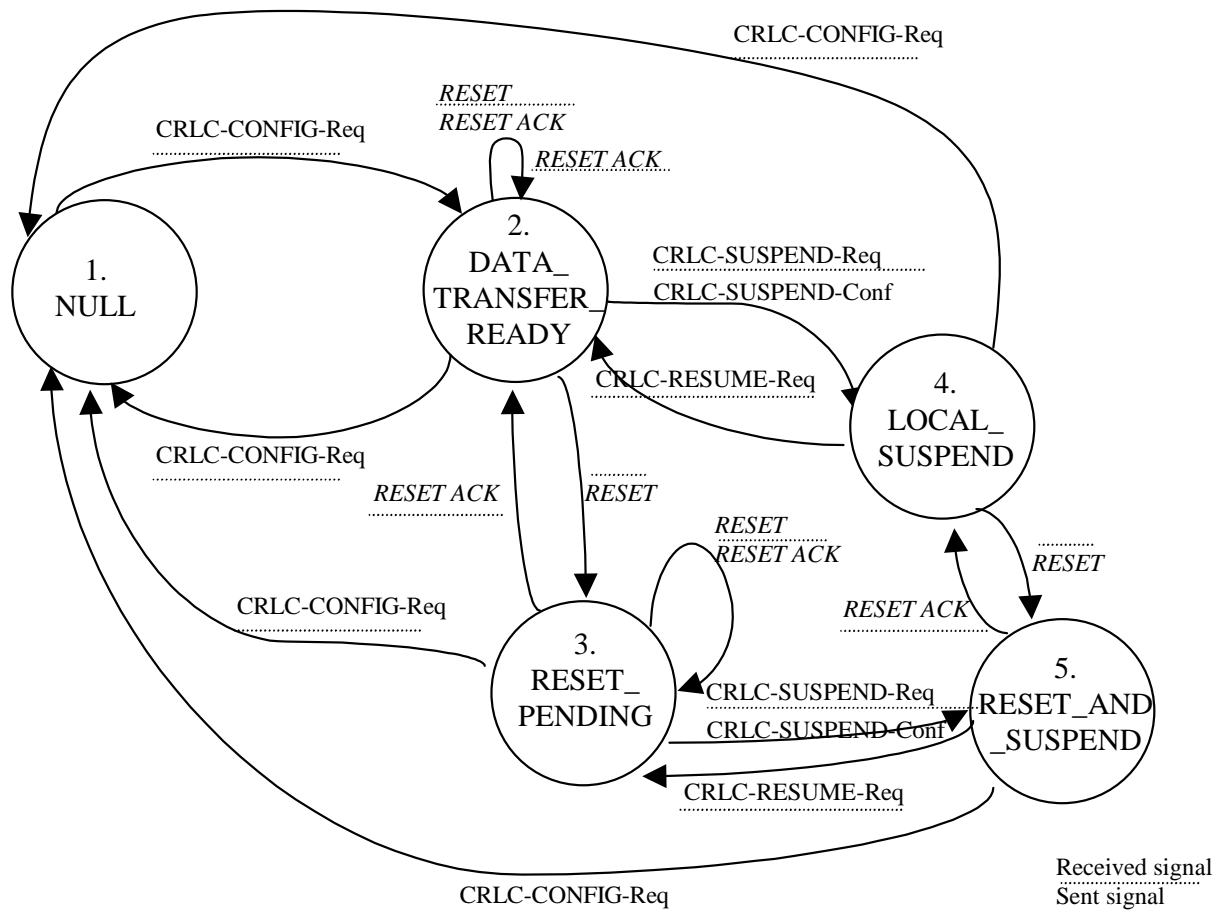 CRLC-CONFIG-Req
RESET
RESET ACK
CRLC-CONFIG-Req
RESET ACK
1.
NULL
2.
DATA_
TRANSFER_
READY
CRLC-SUSPEND-Req
CRLC-SUSPEND-Conf
CRLC-RESUME-Req
4.
LOCAL_
SUSPEND
CRLC-CONFIG-Req
RESET ACK
RESET
RESET
RESET ACK
RESET
CRLC-CONFIG-Req
RESET ACK
3.
RESET_
PENDING
CRLC-SUSPEND-Req
CRLC-SUSPEND-Conf
CRLC-RESUME-Req
5.
RESET_AND
_SUSPEND
CRLC-CONFIG-Req
Received signal
Sent signal